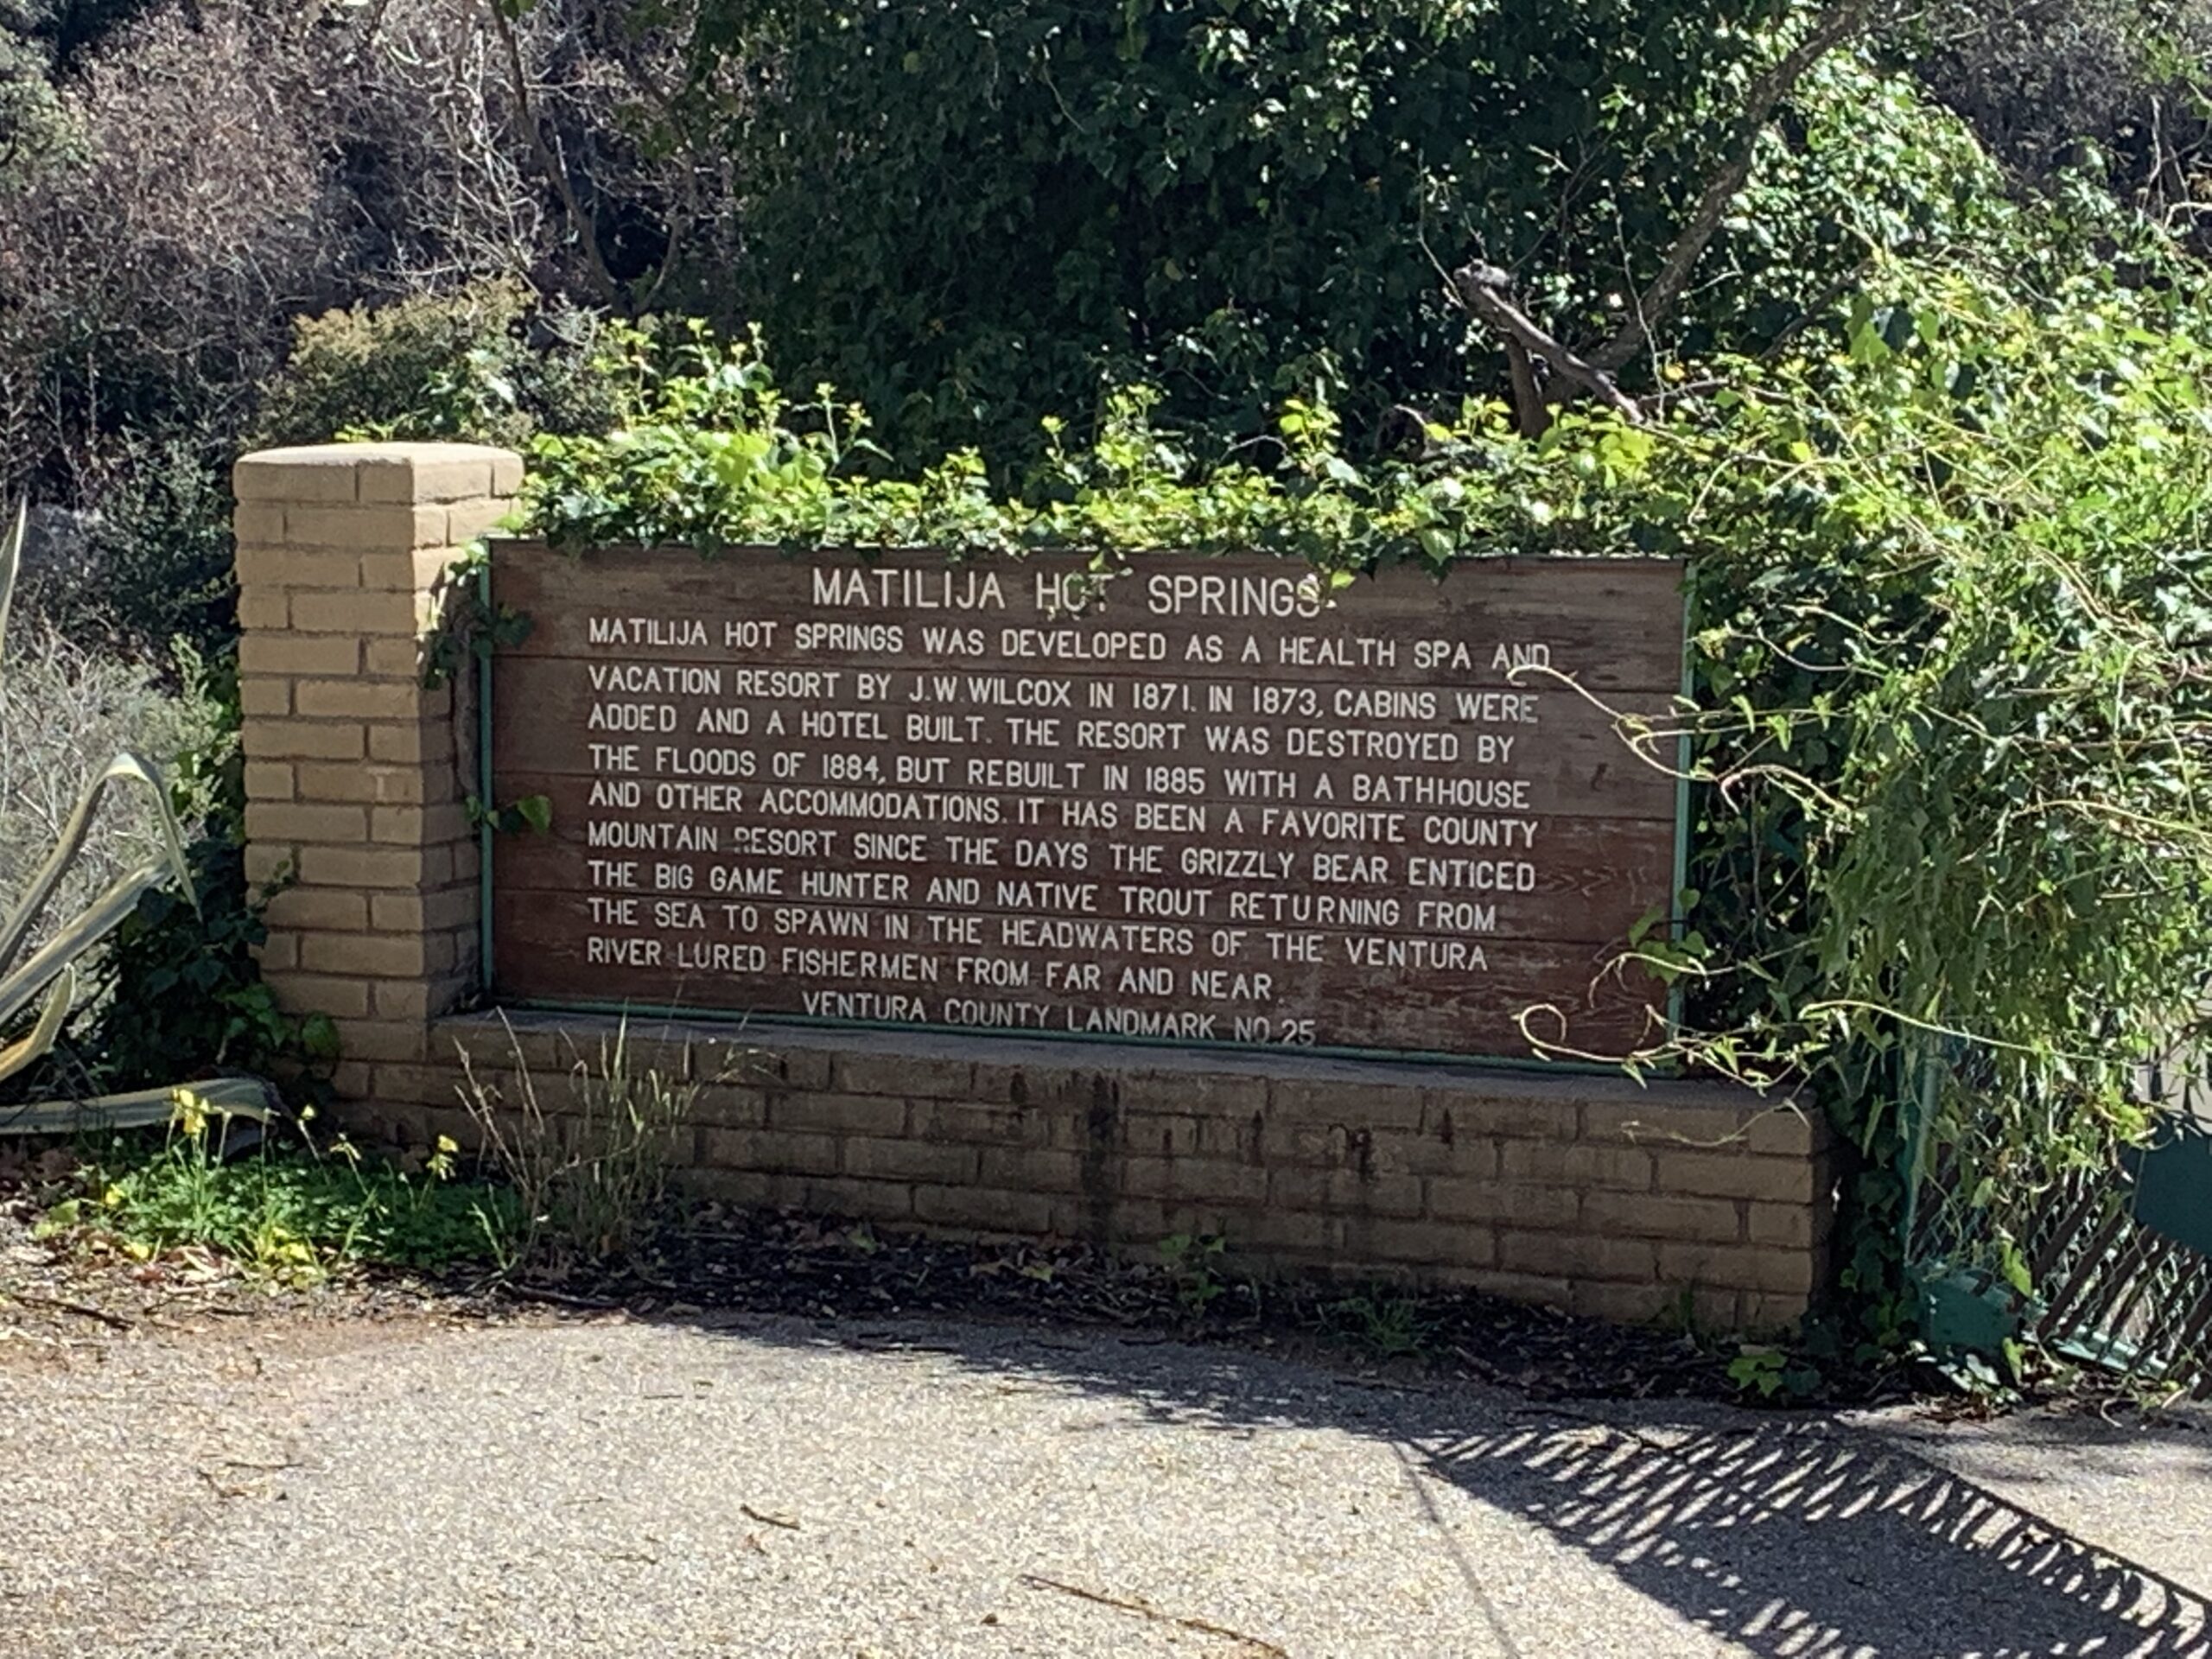 MATILIJA HOT SPRINGS
MATILIJA HOT SPRINGS WAS DEVELOPED AS A HEALTH SPA AND
VACATION RESORT BY J.W. WILCOX IN 1871. IN 1873, CABINS WERE
ADDED AND A HOTEL BUILT. THE RESORT WAS DESTROYED BY
THE FLOODS OF 1884, BUT REBUILT IN 1885 WITH A BATHHOUSE
AND OTHER ACCOMMODATIONS. IT HAS BEEN A FAVORITE COUNTY
MOUNTAIN RESORT SINCE THE DAYS THE GRIZZLY BEAR ENTICED
THE BIG GAME HUNTER AND NATIVE TROUT RETURNING FROM
THE SEA TO SPAWN IN THE HEADWATERS OF THE VENTURA
RIVER LURED FISHERMEN FROM FAR AND NEAR.
VENTURA COUNTY LANDMARK NO. 25